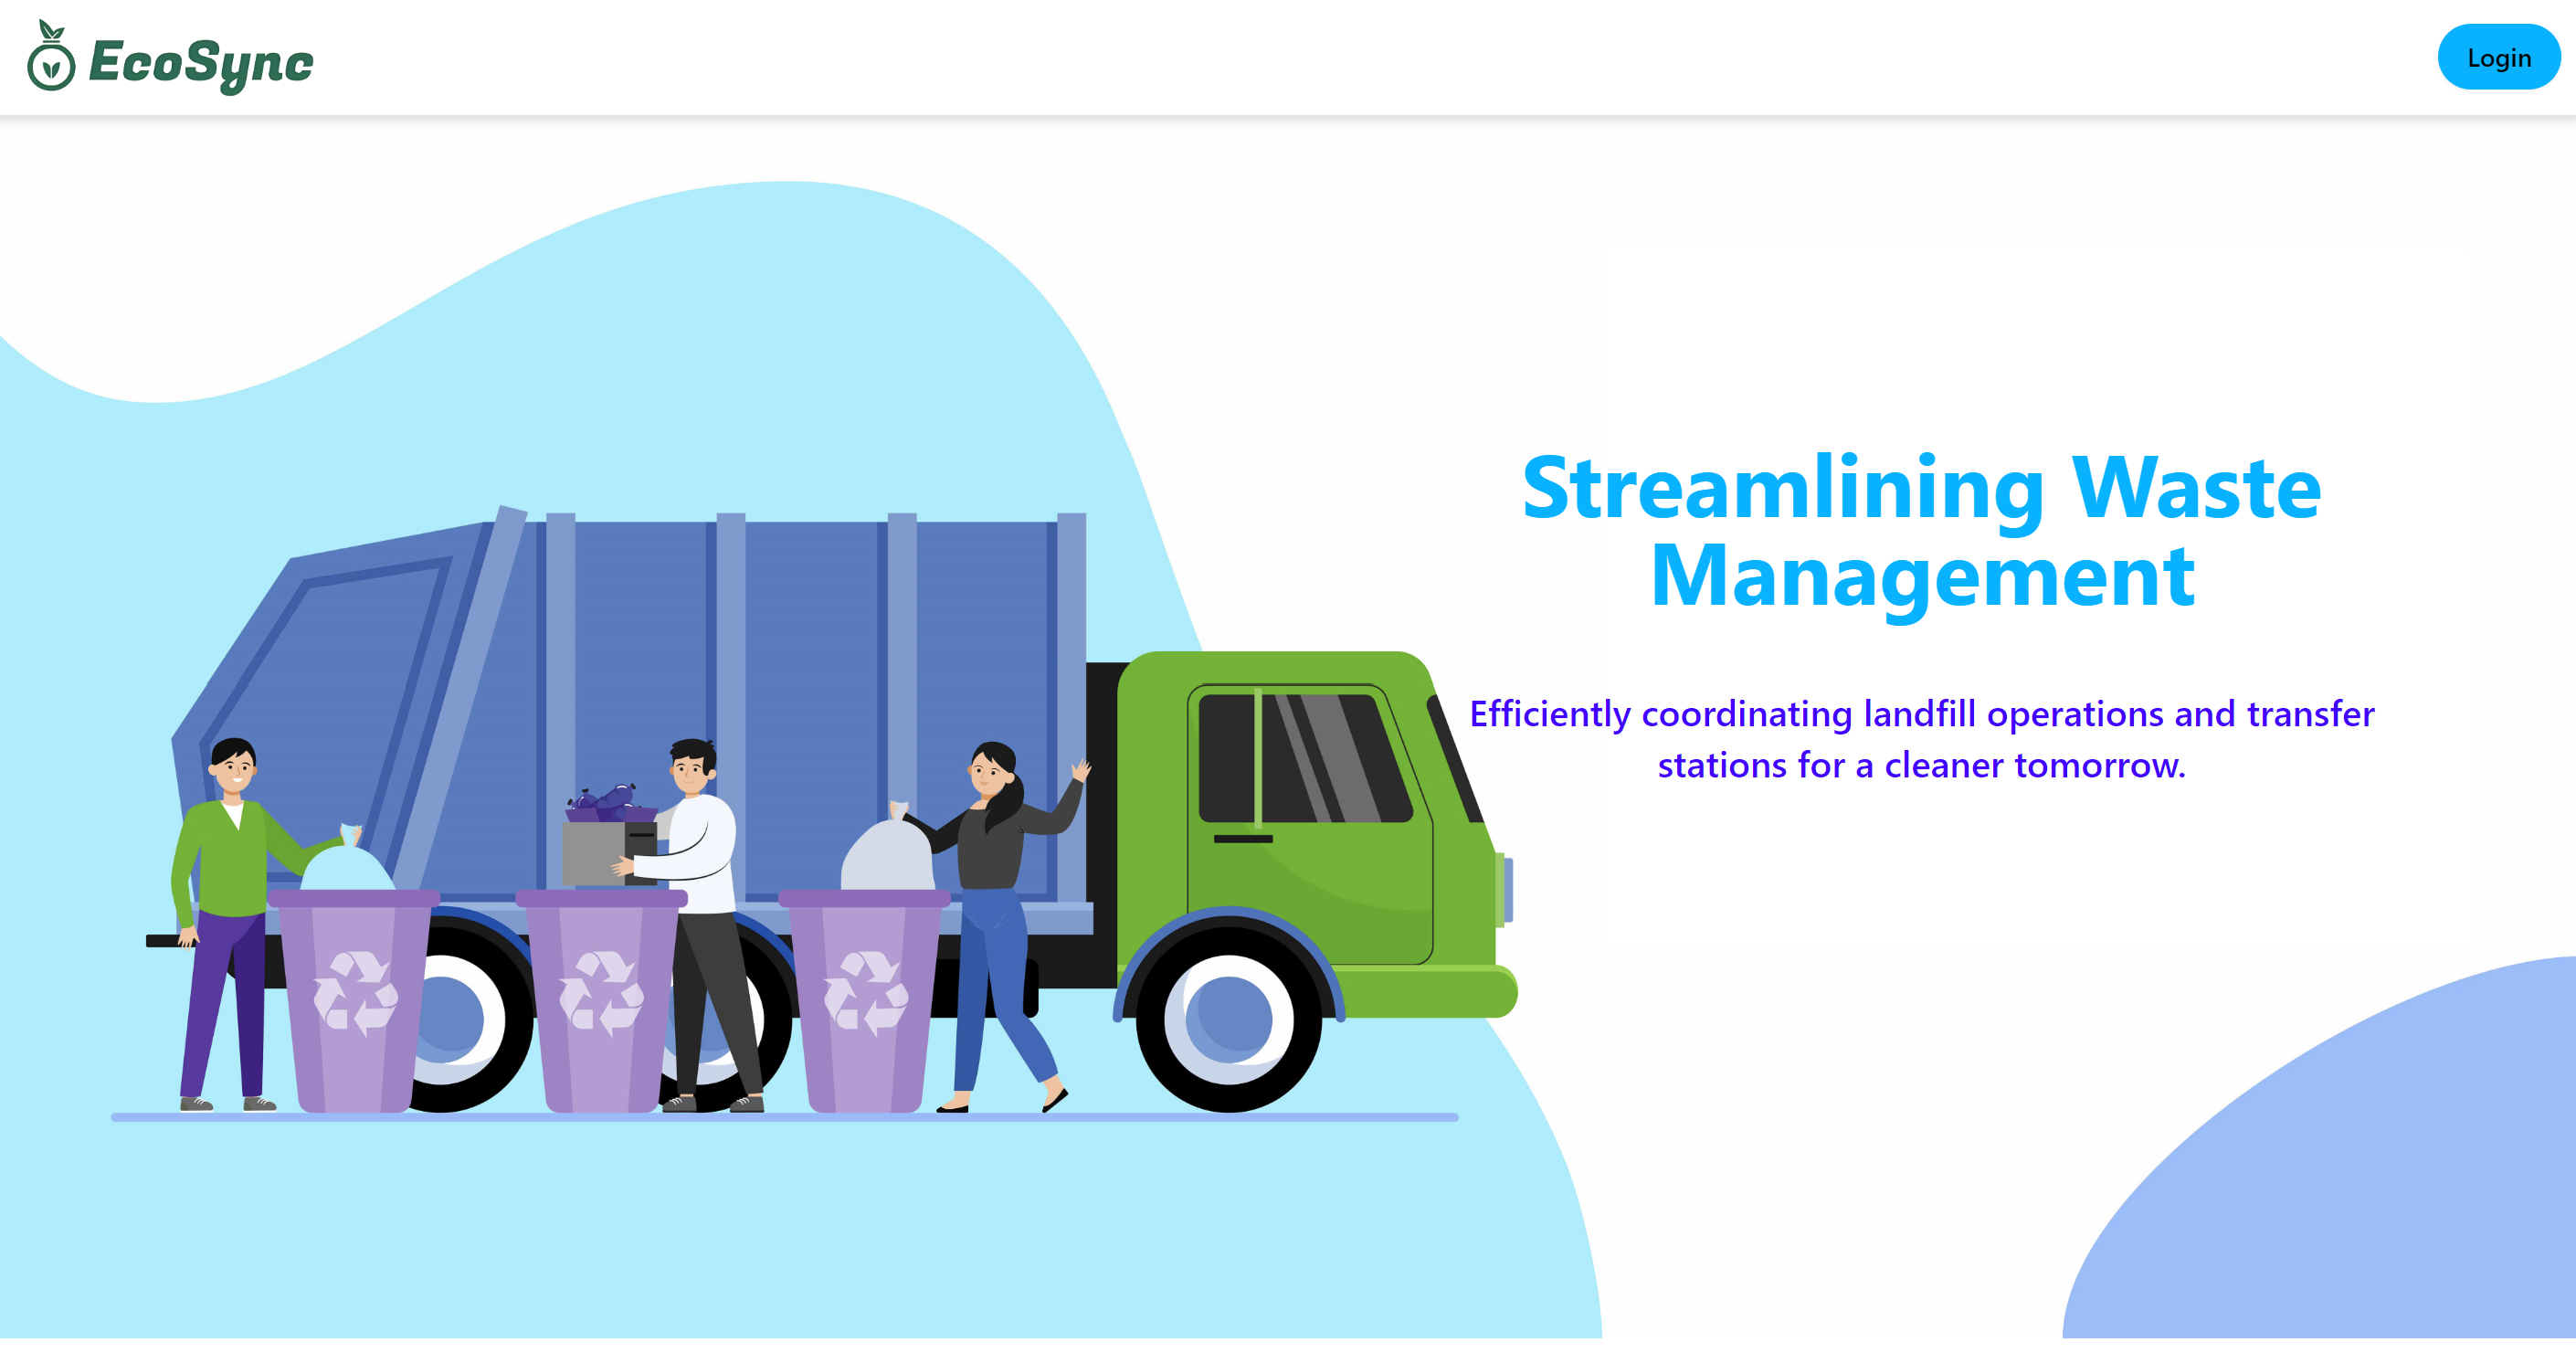 EcoSync
Login
Streamlining Waste
Management
Efficiently coordinating landfill operations and transfer
stations for a cleaner tomorrow.